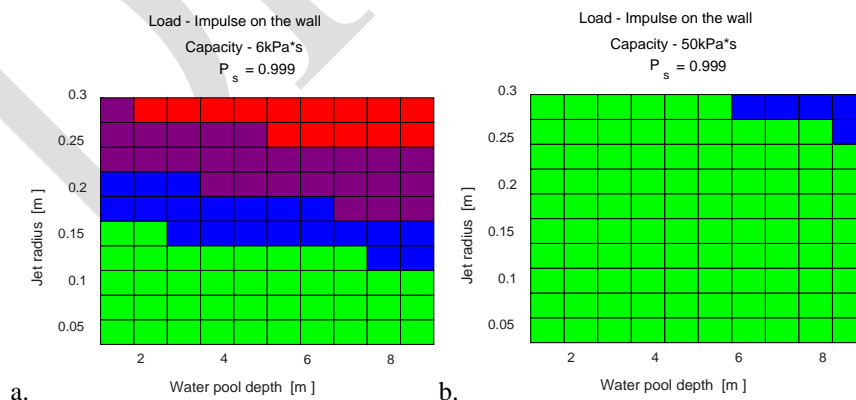 Load - Impulse on the wall
Capacity - 6kPa*s
P s = 0.999
0.3
0.25
0.2
0.15
0.1
0.05
Jet radius [m]
2 4 6 8
Water pool depth [m]
a.
Load - Impulse on the wall
Capacity - 50kPa*s
P s = 0.999
0.3
0.25
0.2
0.15
0.1
0.05
Jet radius [m]
2 4 6 8
Water pool depth [m]
b.